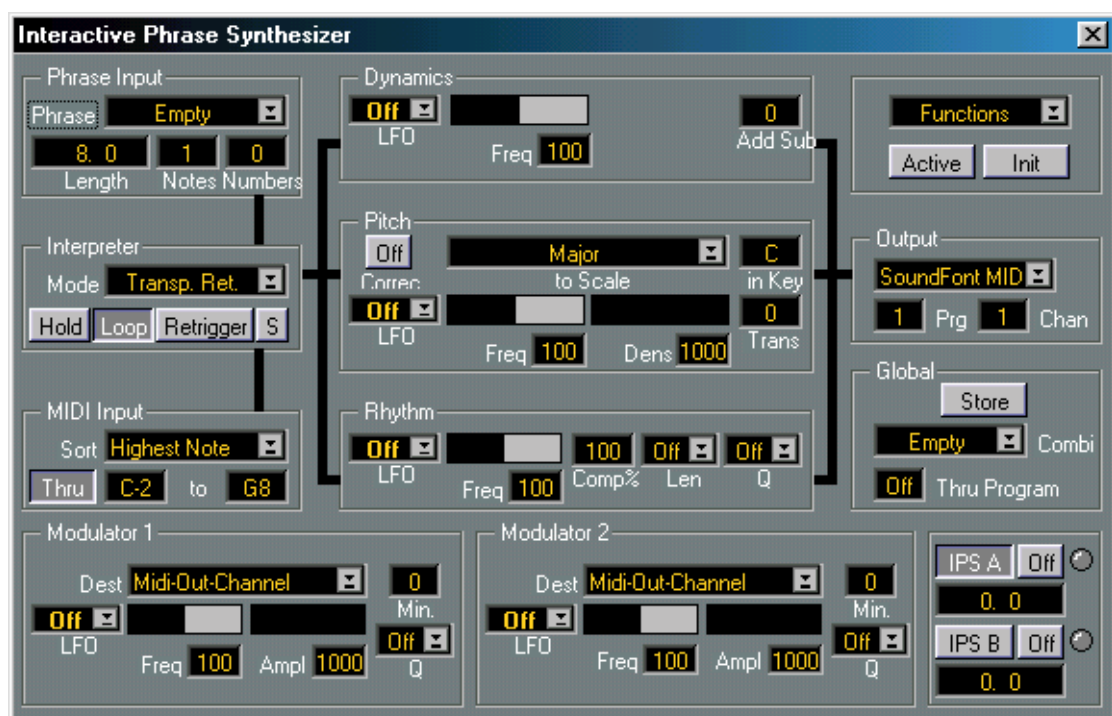 Interactive Phrase Synthesizer
Phrase Input
Phrase Empty
8. 0 1 0
Length Notes Numbers
Interpreter
Mode Transp. Ret.
Hold Loop Retrigger S
MIDI Input
Sort Highest Note
Thru C-2 to G8
Dynamics
Off 0
LFO Freq 100 Add Sub
Pitch
Off Major C
Correc to Scale in Key
Off 0
LFO Freq 100 Dens 1000 Trans
Rhythm
Off 100 Off Off
LFO Freq 100 Comp% Len Q
Functions
Active Init
Output
SoundFont MID
1 Prg 1 Chan
Global
Store
Empty Combi
Off Thru Program
Modulator 1
Dest Midi-Out-Channel 0
Min.
Off Off
LFO Freq 100 Ampl 1000 Q
Modulator 2
Dest Midi-Out-Channel 0
Min.
Off Off
LFO Freq 100 Ampl 1000 Q
IPS A Off
0. 0
IPS B Off
0. 0